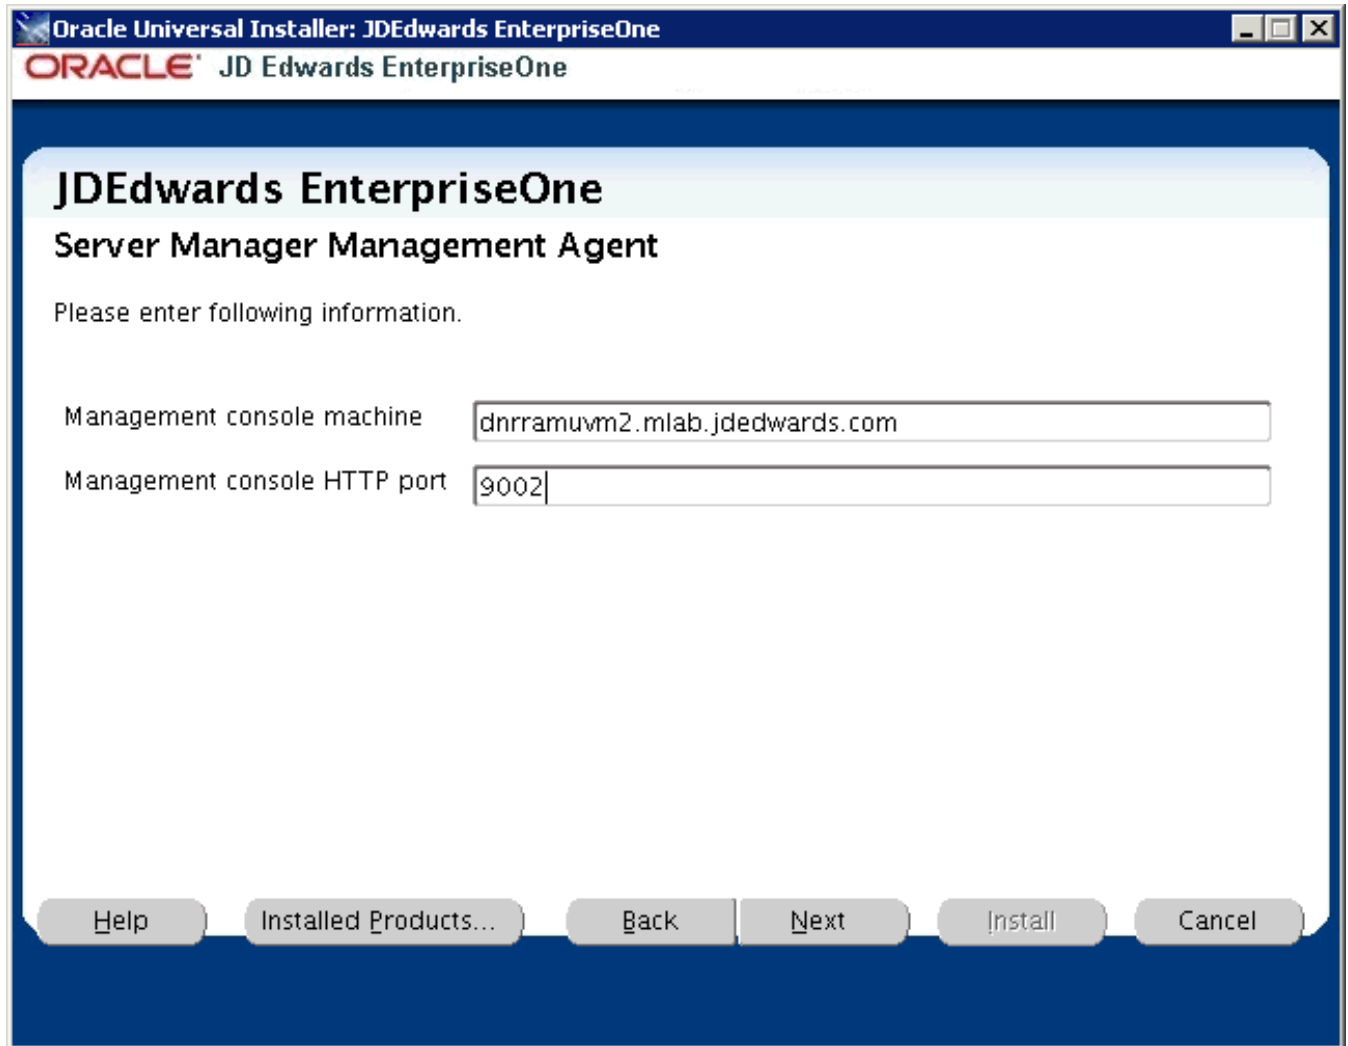 Oracle Universal Installer: JDEdwards EnterpriseOne
ORACLE JD Edwards EnterpriseOne
JDEdwards EnterpriseOne
Server Manager Management Agent
Please enter following information.
Management console machine dnrramuvm2.mlab.jdedwards.com
Management console HTTP port 9002
Help Installed Products... Back Next Install Cancel